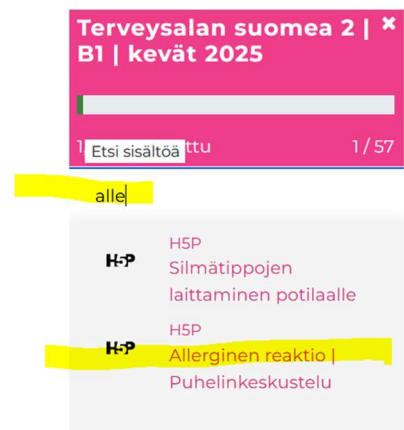 Terveysalan suomea 2 | ×
B1 | kevät 2025
Etsi sisältöä
ttu 1 / 57
alle
H5P
H5P Silmätippojen
laittaminen potilaalle
H5P
H5P Allerginen reaktio |
Puhelinkeskustelu